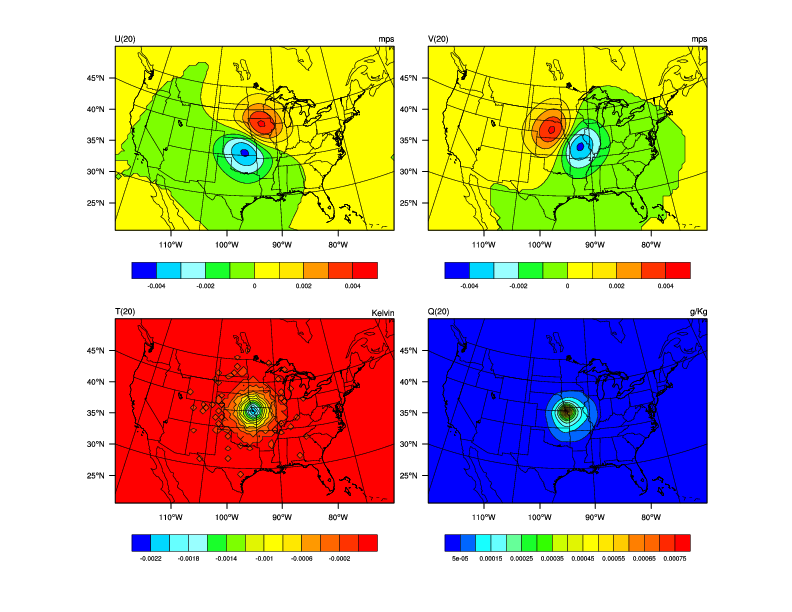 U(20) mps
V(20) mps
45°N
40°N
35°N
30°N
25°N
45°N
40°N
35°N
30°N
25°N
110°W 100°W 90°W 80°W
110°W 100°W 90°W 80°W
-0.004 -0.002 0 0.002 0.004
-0.004 -0.002 0 0.002 0.004
T(20) Kelvin
Q(20) g/Kg
45°N
40°N
35°N
30°N
25°N
45°N
40°N
35°N
30°N
25°N
110°W 100°W 90°W 80°W
110°W 100°W 90°W 80°W
-0.0022 -0.0018 -0.0014 -0.001 -0.0006 -0.0002
5e-05 0.00015 0.00025 0.00035 0.00045 0.00055 0.00065 0.00075